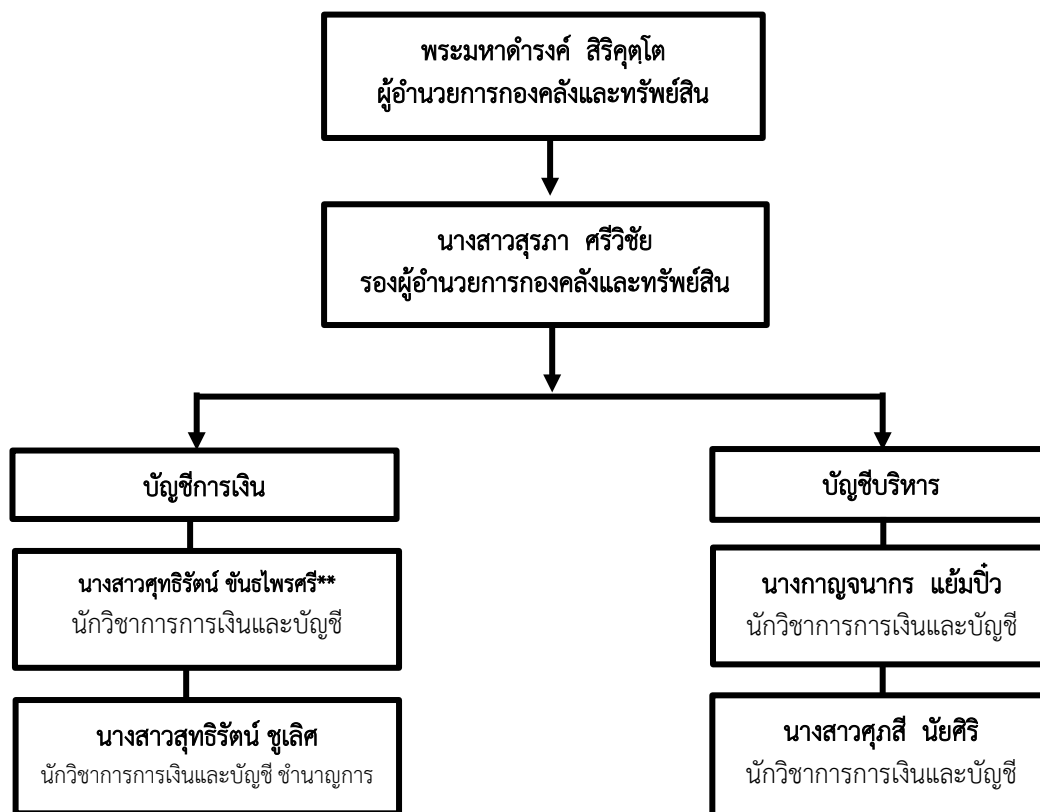 พระมหาดำรงค์ สิริคุตฺโต
ผู้อำนวยการกองคลังและทรัพย์สิน
นางสาวสุรภา ศรีวิชัย
รองผู้อำนวยการกองคลังและทรัพย์สิน
บัญชีการเงิน
นางสาวศุทธิรัตน์ ขันธไพรศรี**
นักวิชาการการเงินและบัญชี
นางสาวสุทธิรัตน์ ชูเลิศ
นักวิชาการการเงินและบัญชี ชำนาญการ
บัญชีบริหาร
นางกาญจนากร แย้มปิ๋ว
นักวิชาการการเงินและบัญชี
นางสาวศุภสี นัยศิริ
นักวิชาการการเงินและบัญชี